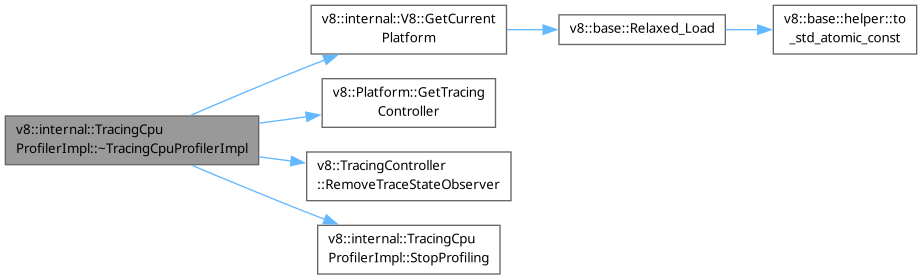 v8::internal::TracingCpu
ProfilerImpl::~TracingCpuProfilerImpl
v8::internal::V8::GetCurrent
Platform
v8::base::Relaxed_Load
v8::base::helper::to
_std_atomic_const
v8::Platform::GetTracing
Controller
v8::TracingController
::RemoveTraceStateObserver
v8::internal::TracingCpu
ProfilerImpl::StopProfiling